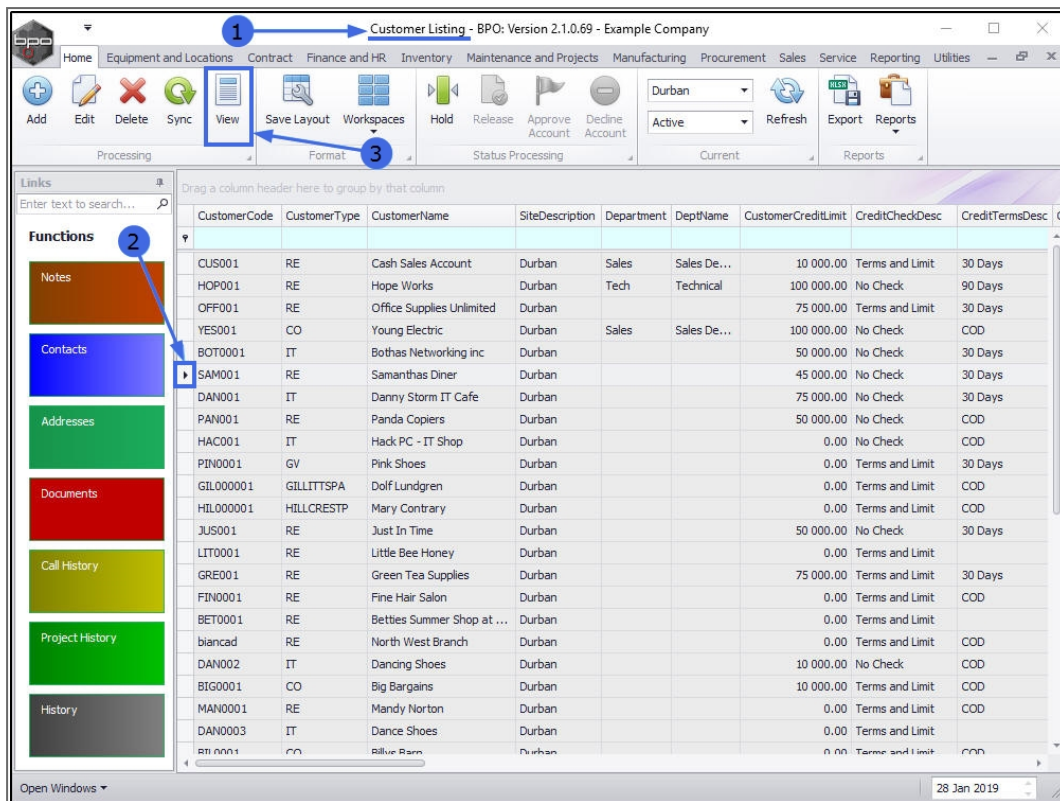 1
Customer Listing - BPO: Version 2.1.0.69 - Example Company
bpo
Home Equipment and Locations Contract Finance and HR Inventory Maintenance and Projects Manufacturing Procurement Sales Service Reporting Utilities
Add Edit Delete Sync View Save Layout Workspaces Hold Release Approve Account Decline Account Durban Active Refresh Export Reports
XLSX
Processing Format 3 Status Processing Current Reports
Links
Enter text to search...
Functions
2
Notes
Contacts
Addresses
Documents
Call History
Project History
History
Drag a column header here to group by that column
CustomerCode CustomerType CustomerName SiteDescription Department DeptName CustomerCreditLimit CreditCheckDesc CreditTermsDesc
CUS001 RE Cash Sales Account Durban Sales Sales De... 10 000.00 Terms and Limit 30 Days
HOP001 RE Hope Works Durban Tech Technical 100 000.00 No Check 90 Days
OFF001 RE Office Supplies Unlimited Durban 75 000.00 Terms and Limit 30 Days
YES001 CO Young Electric Durban Sales Sales De... 100 000.00 No Check COD
BOT0001 IT Bothas Networking inc Durban 50 000.00 No Check 30 Days
SAM001 RE Samanthas Diner Durban 45 000.00 No Check 30 Days
DAN001 IT Danny Storm IT Cafe Durban 75 000.00 No Check 30 Days
PAN001 RE Panda Copiers Durban 50 000.00 No Check COD
HAC001 IT Hack PC - IT Shop Durban 0.00 No Check COD
PIN0001 GV Pink Shoes Durban 0.00 Terms and Limit 30 Days
GIL000001 GILLITTSPA Dolf Lundgren Durban 0.00 Terms and Limit COD
HIL000001 HILLCRESTP Mary Contrary Durban 0.00 Terms and Limit COD
JUS001 RE Just In Time Durban 50 000.00 No Check COD
LIT0001 RE Little Bee Honey Durban 0.00 Terms and Limit
GRE001 RE Green Tea Supplies Durban 75 000.00 Terms and Limit 30 Days
FIN0001 RE Fine Hair Salon Durban 0.00 Terms and Limit COD
BET0001 RE Betties Summer Shop at ... Durban 0.00 Terms and Limit
biancad RE North West Branch Durban 0.00 Terms and Limit COD
DAN002 IT Dancing Shoes Durban 10 000.00 No Check COD
BIG0001 CO Big Bargains Durban 10 000.00 Terms and Limit COD
MAN0001 RE Mandy Norton Durban 0.00 Terms and Limit COD
DAN0003 IT Dance Shoes Durban 0.00 Terms and Limit
BIL0001 CO Billys Barn Durban 0.00 Terms and Limit COD
Open Windows 28 Jan 2019